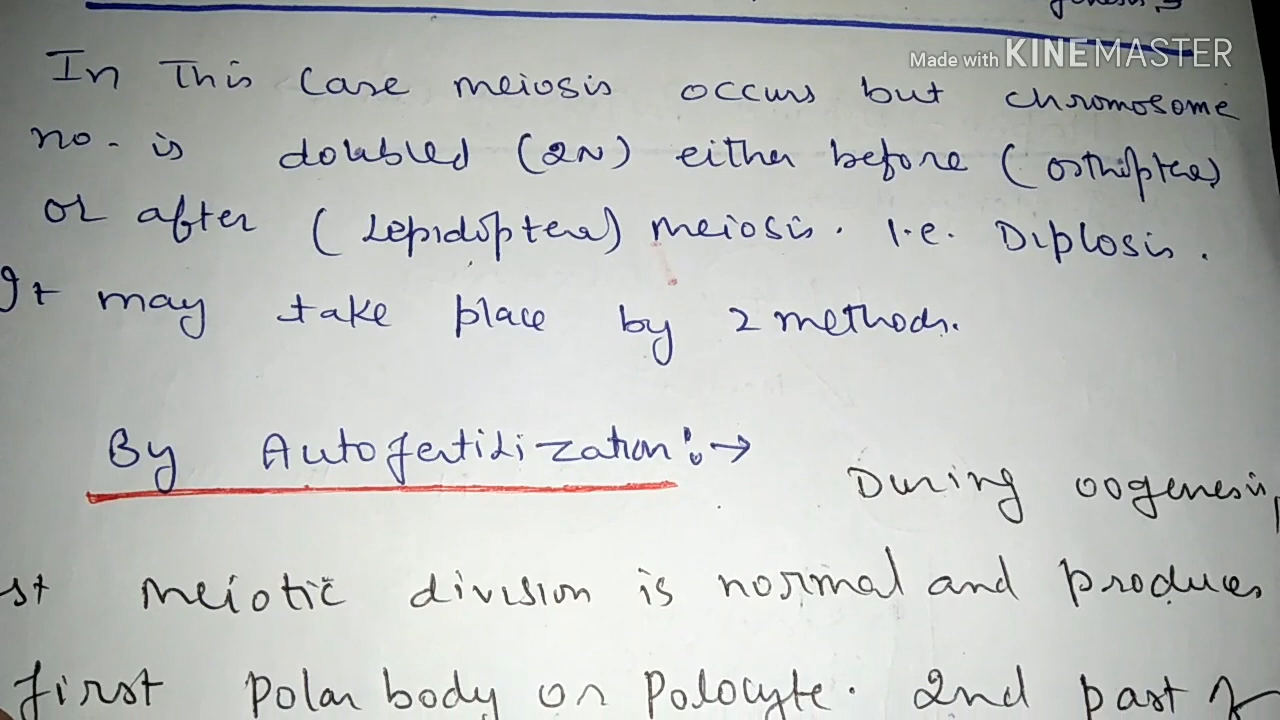 genesis
Made with KINEMASTER
In This Case meiosis occurs but chromosome
no. is doubled (2N) either before (Orthoptera)
or after (Lepidoptera) meiosis. I.e. Diplosis.
It may take place by 2 methods.
By Autofertilization:→
During oogenesis,
st meiotic division is normal and produces
first polar body or Polocyte. 2nd part